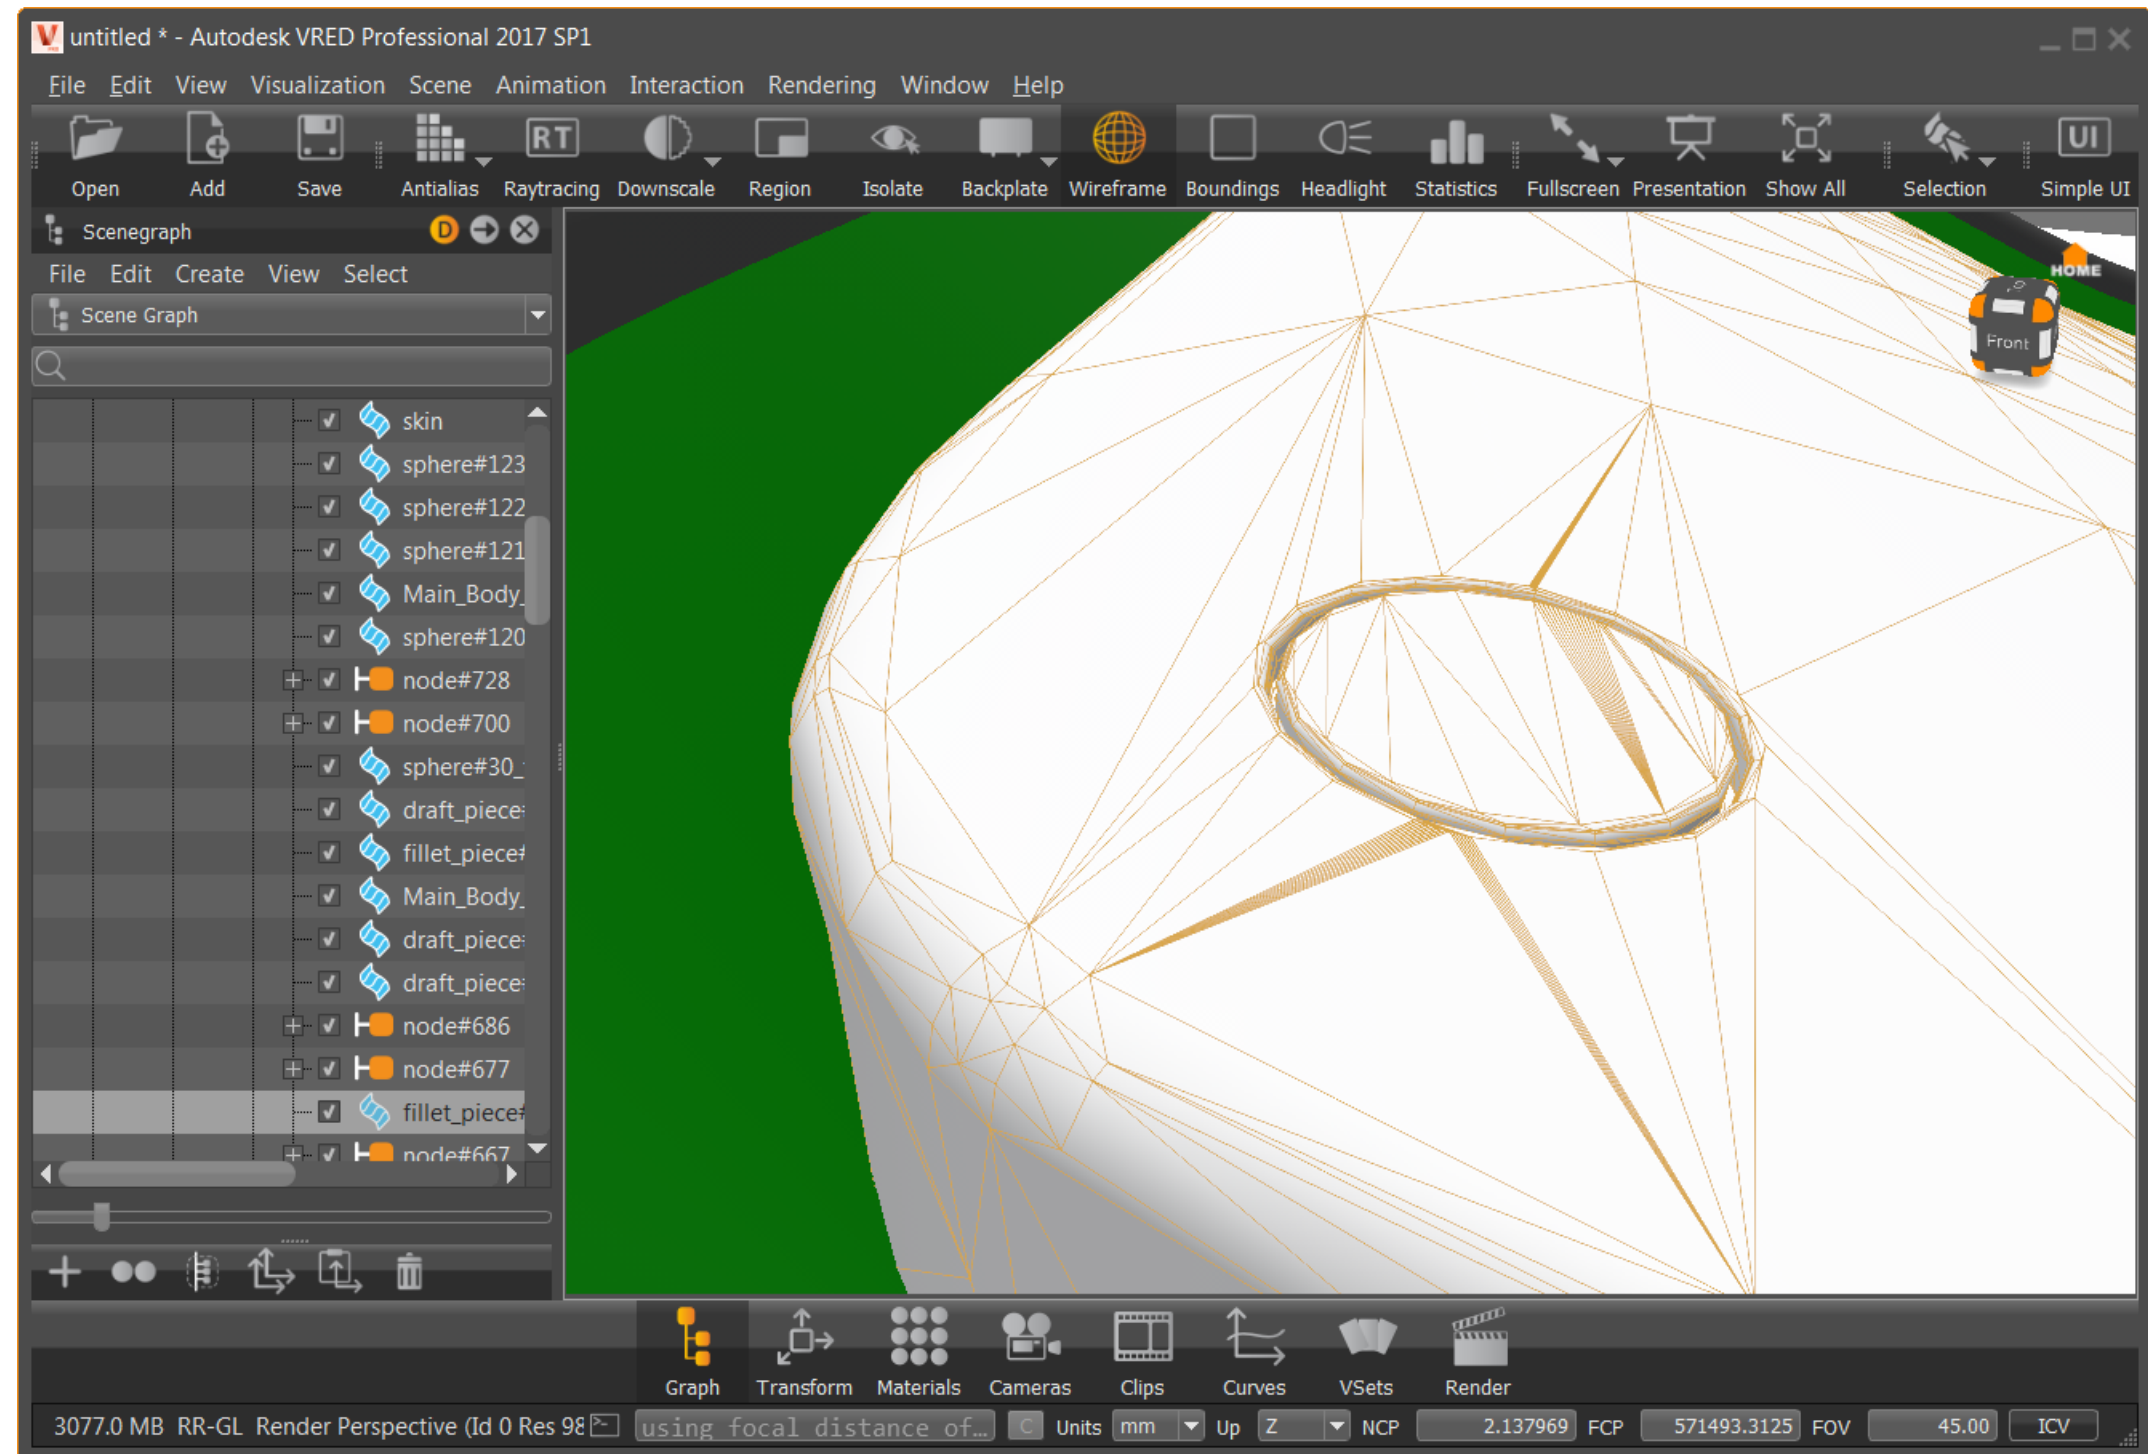 untitled * - Autodesk VRED Professional 2017 SP1
File Edit View Visualization Scene Animation Interaction Rendering Window Help
RT UI
Open Add Save Antialias Raytracing Downscale Region Isolate Backplate Wireframe Boundings Headlight Statistics Fullscreen Presentation Show All Selection Simple UI
Scenegraph D
File Edit Create View Select
Scene Graph
HOME
Front
skin
sphere#123
sphere#122
sphere#121
Main_Body_
sphere#120
node#728
node#700
sphere#30_
draft_piece#
fillet_piece#
Main_Body_
draft_piece#
draft_piece#
node#686
node#677
fillet_piece#
node#667
Graph Transform Materials Cameras Clips Curves VSets Render
3077.0 MB RR-GL Render Perspective (Id 0 Res 98 using focal distance of… C Units mm Up Z NCP 2.137969 FCP 571493.3125 FOV 45.00 ICV